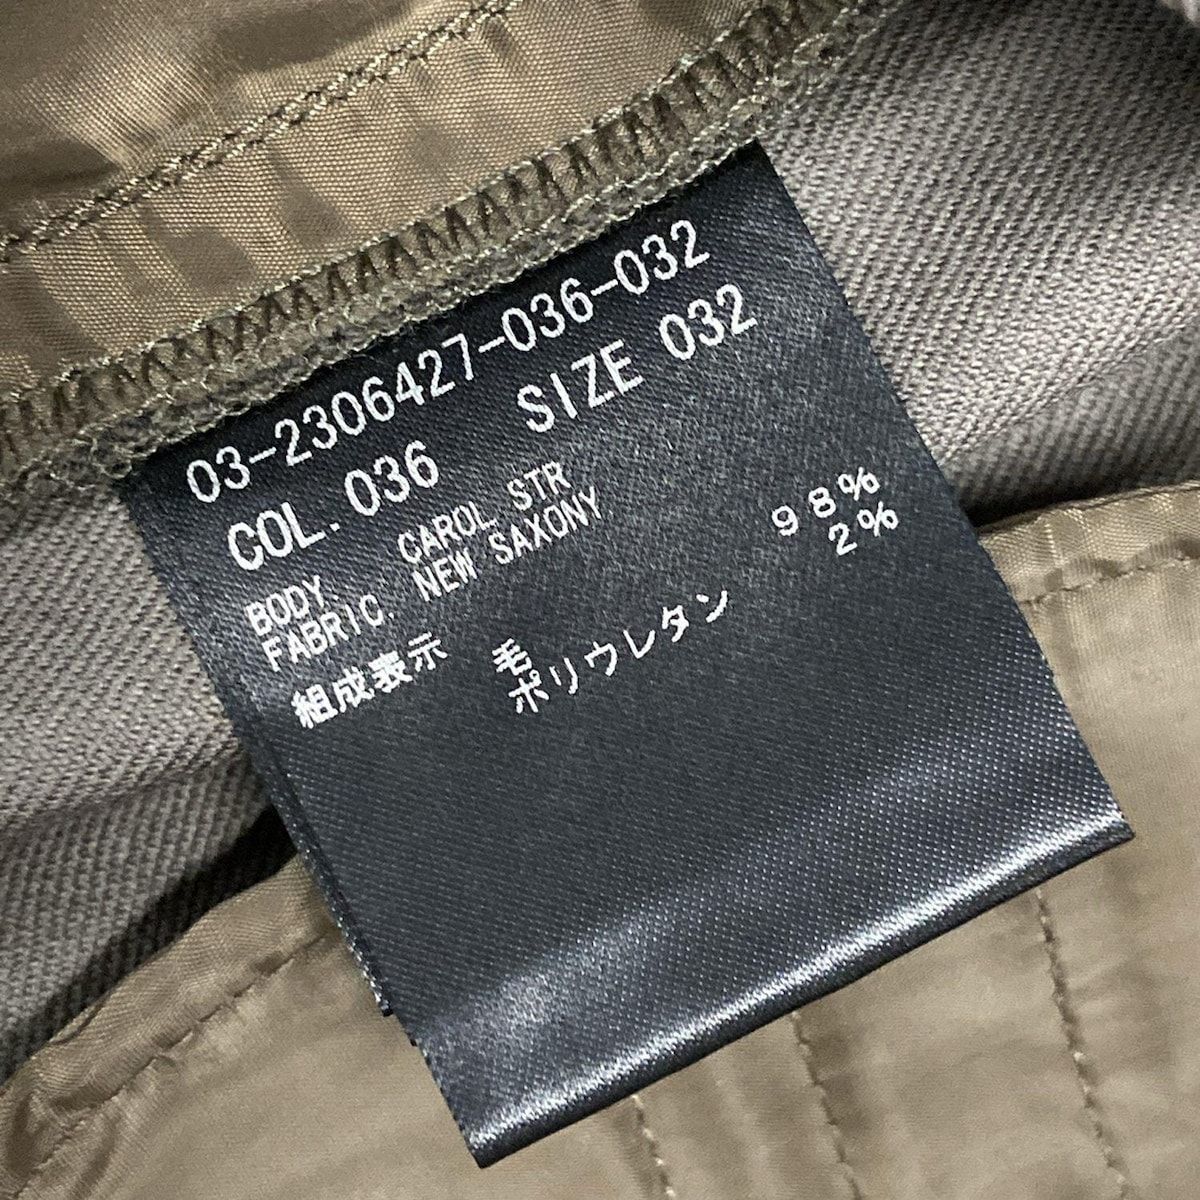 03-2306427-036-032
COL. 036 SIZE 032
BODY. CAROL STR
FABRIC. NEW SAXONY
組成表示 毛 98%
ポリウレタン 2%